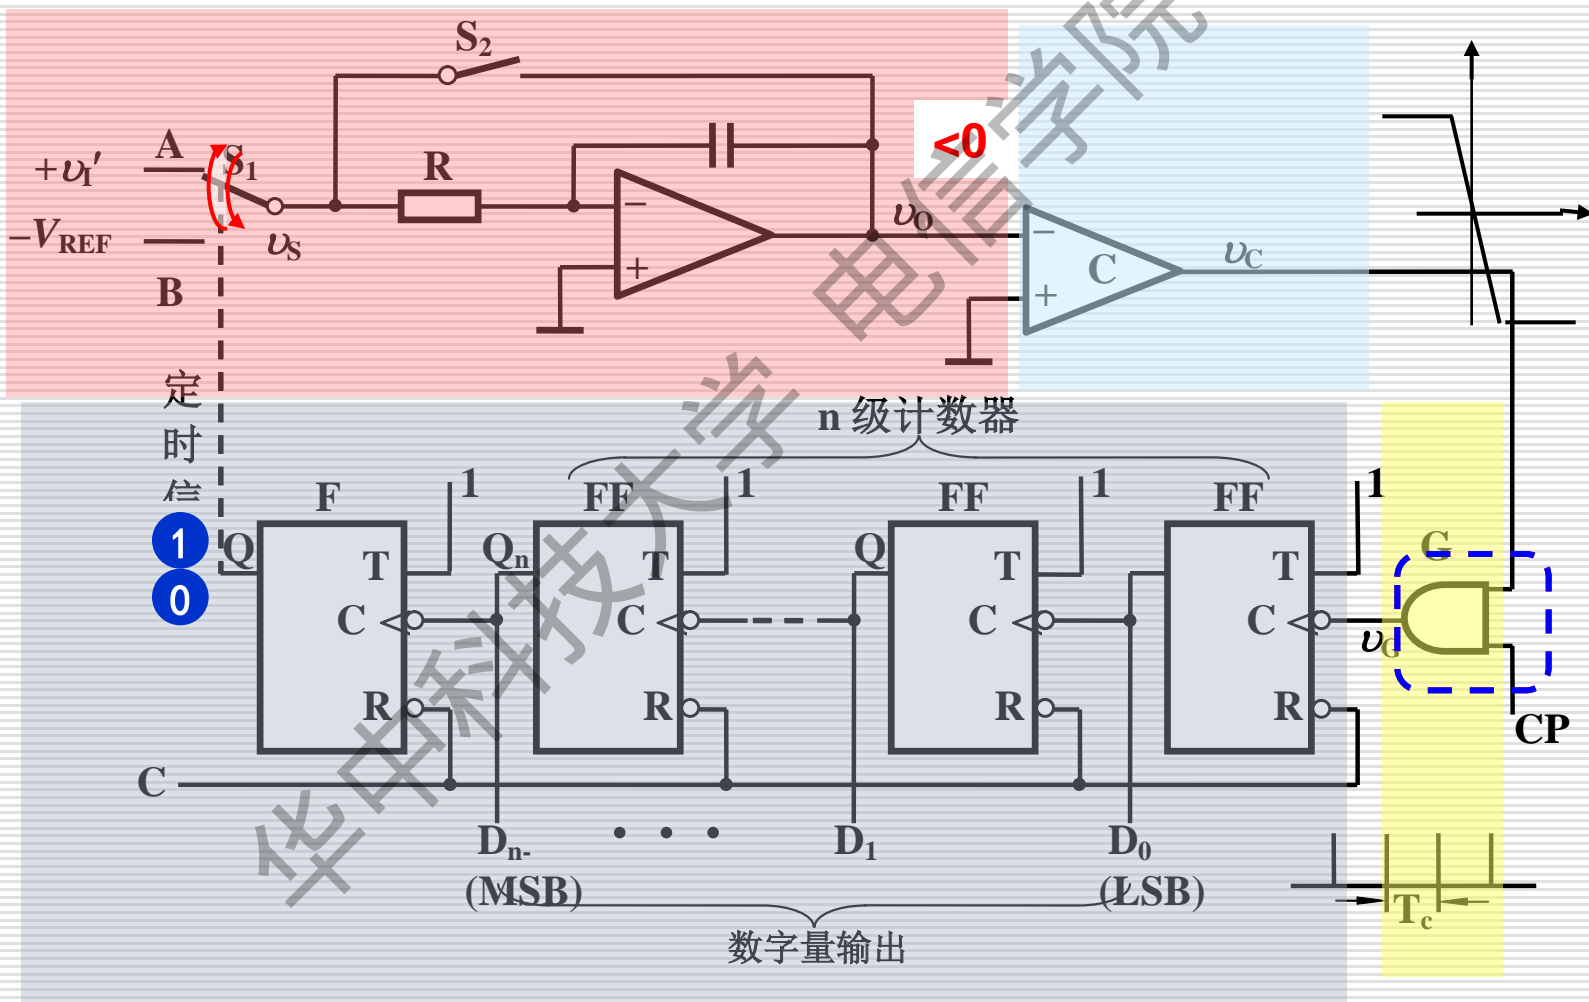 S2
<0
A
S1
R
+υI′
−VREF
υS
B
−
+
υO
−
+
C
υC
定
时
信
n 级计数器
F
1
FF
1
FF
1
FF
1
G
1
0
Q
T
C
R
Qn
T
C
R
Q
T
C
R
T
C
R
υG
CP
C
Dn-
• • •
D1
D0
(MSB)
(LSB)
Tc
数字量输出
华中科技大学 电信学院